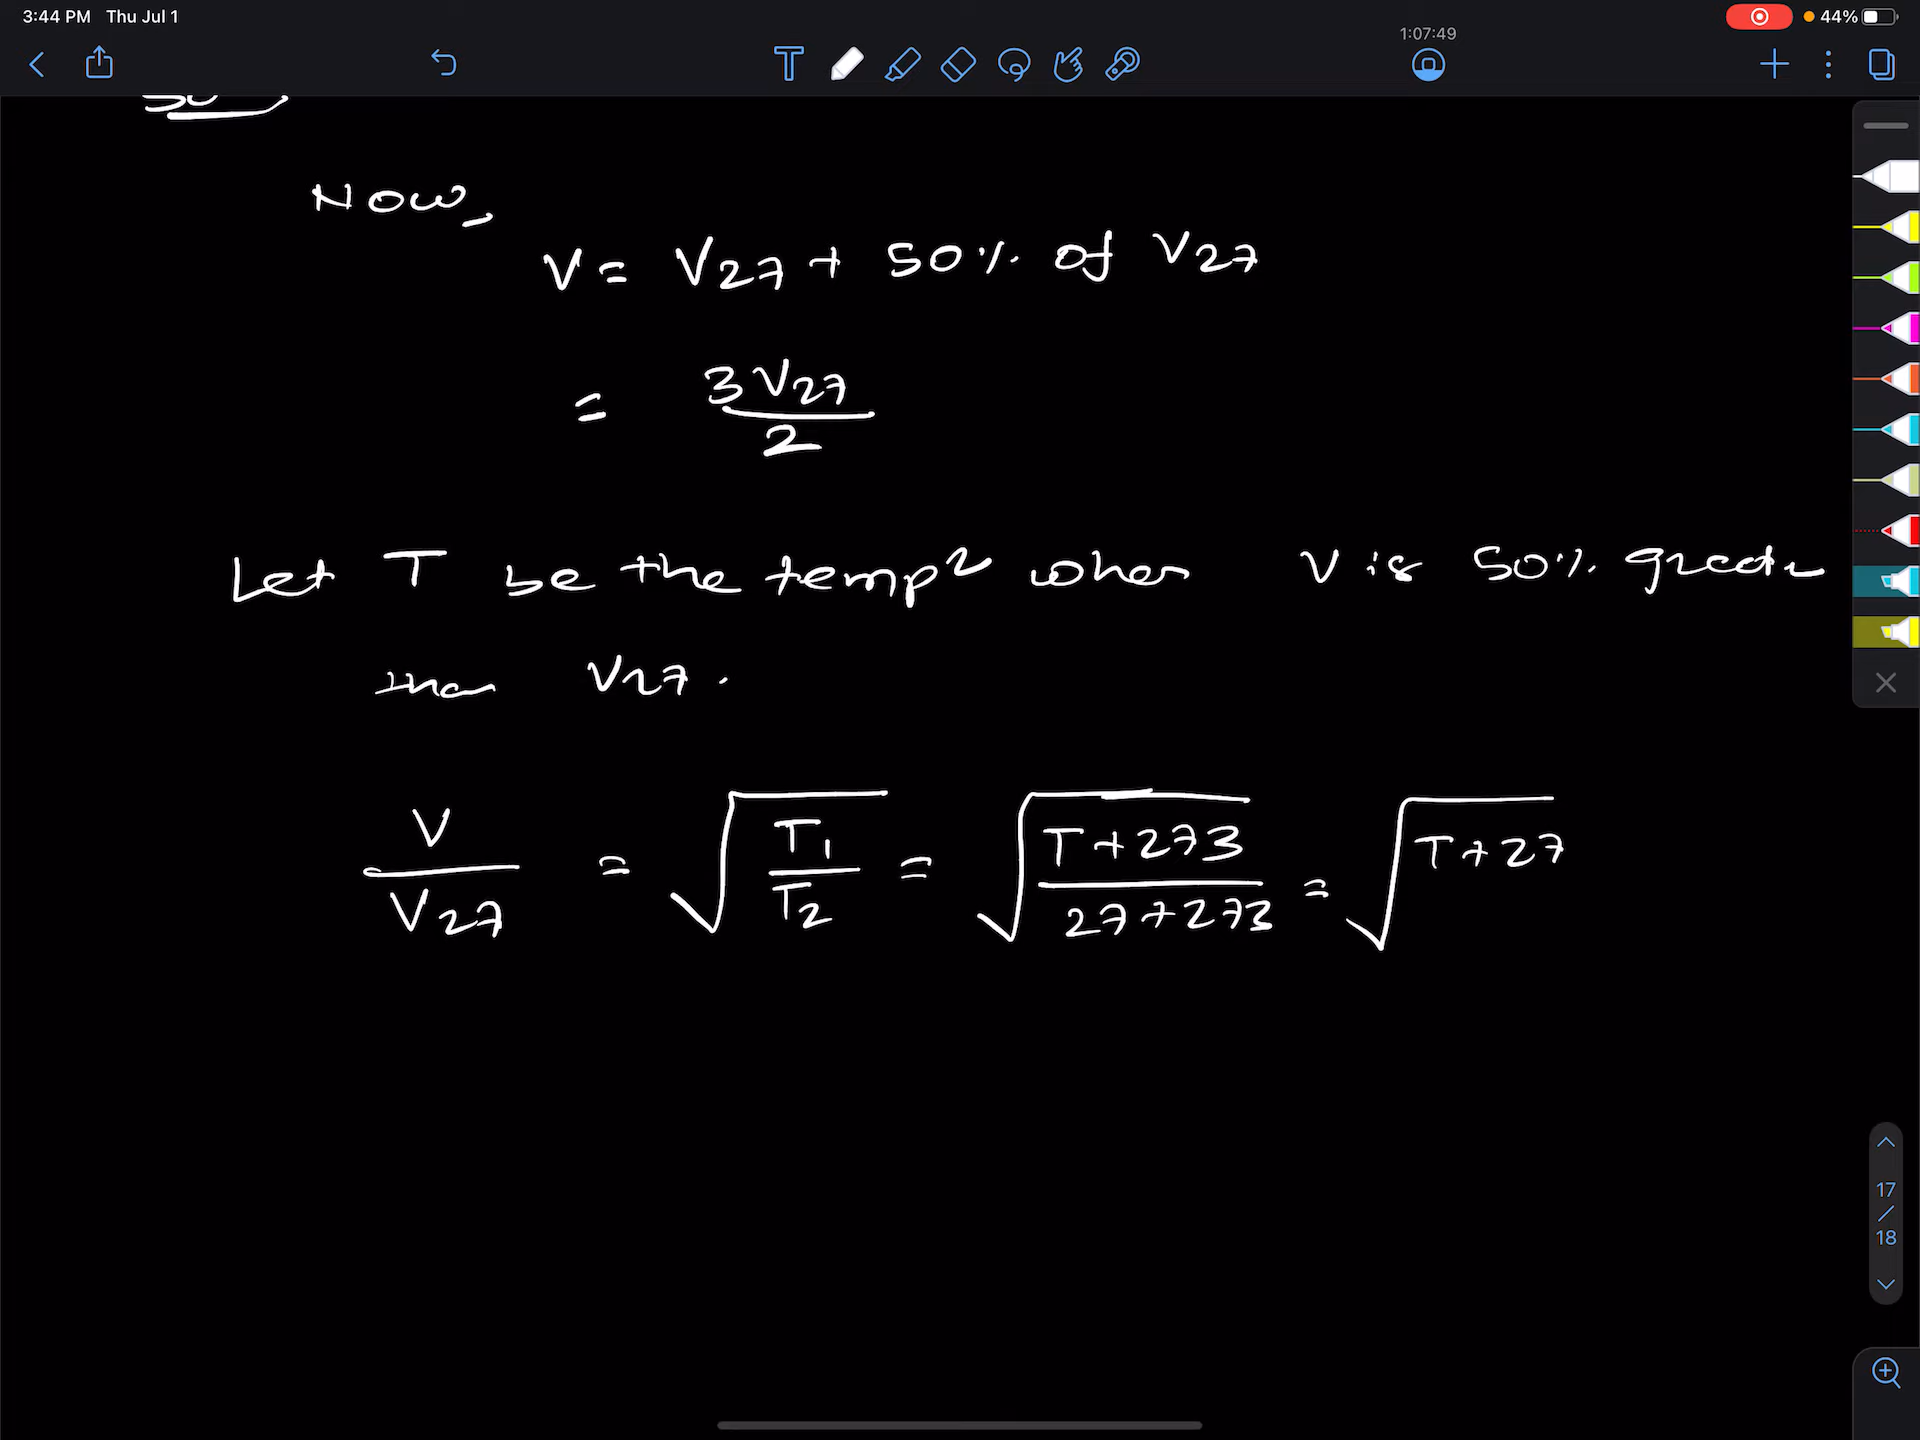 3:44 PM Thu Jul 1
44%
1:07:49
Now,
V = V27 + 50% of V27
= 3V27 / 2
Let T be the temp² when V is 50% greater
than V27.
V / V27 = √(T1 / T2) = √(T+273 / 27+273) = √(T+27
17
/
18